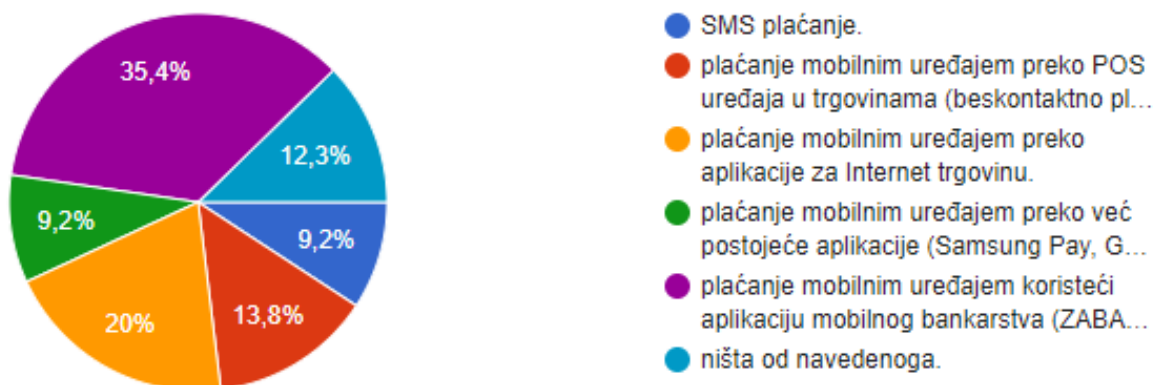 35,4%
12,3%
9,2%
9,2%
20%
13,8%
SMS plaćanje.
plaćanje mobilnim uređajem preko POS
uređaja u trgovinama (beskontaktno pl...
plaćanje mobilnim uređajem preko
aplikacije za Internet trgovinu.
plaćanje mobilnim uređajem preko već
postojeće aplikacije (Samsung Pay, G...
plaćanje mobilnim uređajem koristeći
aplikaciju mobilnog bankarstva (ZABA...
ništa od navedenoga.